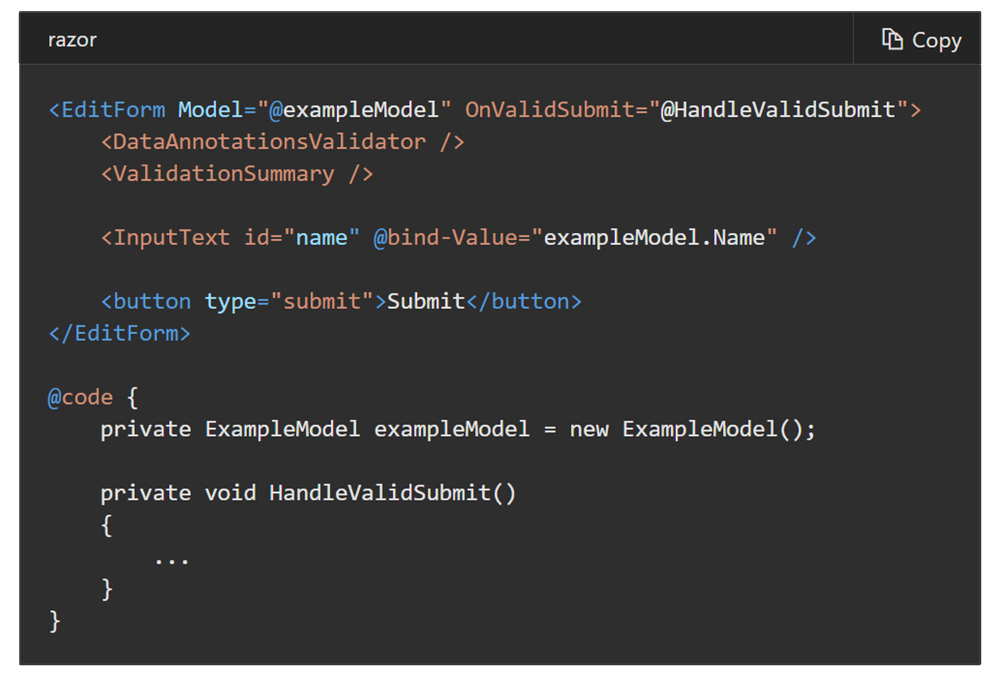 razor
Copy
<EditForm Model="@exampleModel" OnValidSubmit="@HandleValidSubmit">
    <DataAnnotationsValidator />
    <ValidationSummary />

    <InputText id="name" @bind-Value="exampleModel.Name" />

    <button type="submit">Submit</button>
</EditForm>

@code {
    private ExampleModel exampleModel = new ExampleModel();

    private void HandleValidSubmit()
    {
        ...
    }
}